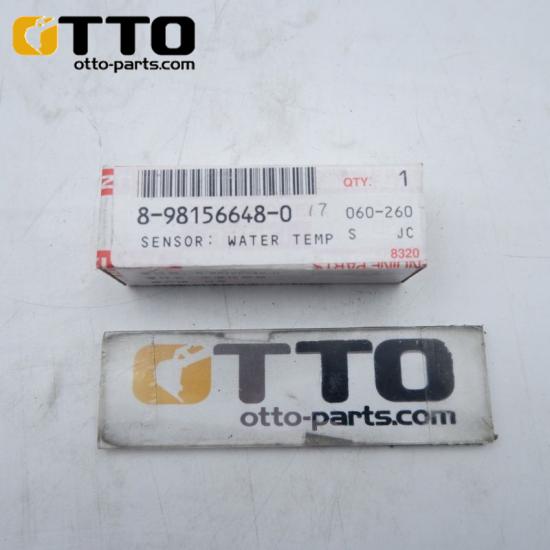 OTTO
otto-parts.com
QTY. 1
8-98156648-0 17 060-260
SENSOR: WATER TEMP S JC
8320
OTTO
otto-parts.com